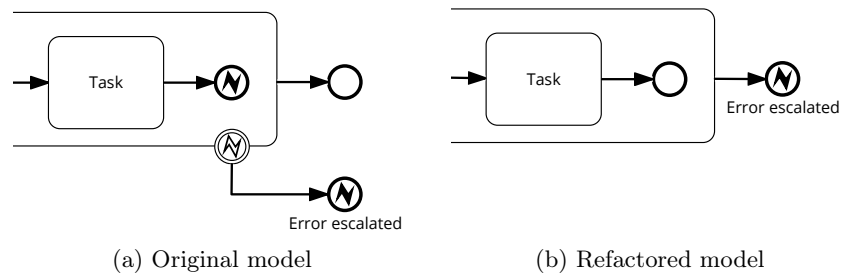 Task
Error escalated
(a) Original model
Task
Error escalated
(b) Refactored model